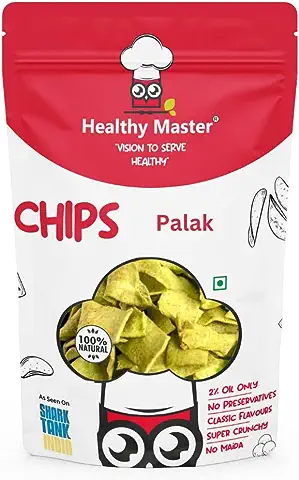 Healthy Master®
"VISION TO SERVE
HEALTHY"
CHIPS
Palak
100%
NATURAL
As Seen On
SHARK
TANK
INDIA
2% OIL ONLY
NO PRESERVATIVES
CLASSIC FLAVOURS
SUPER CRUNCHY
NO MAIDA